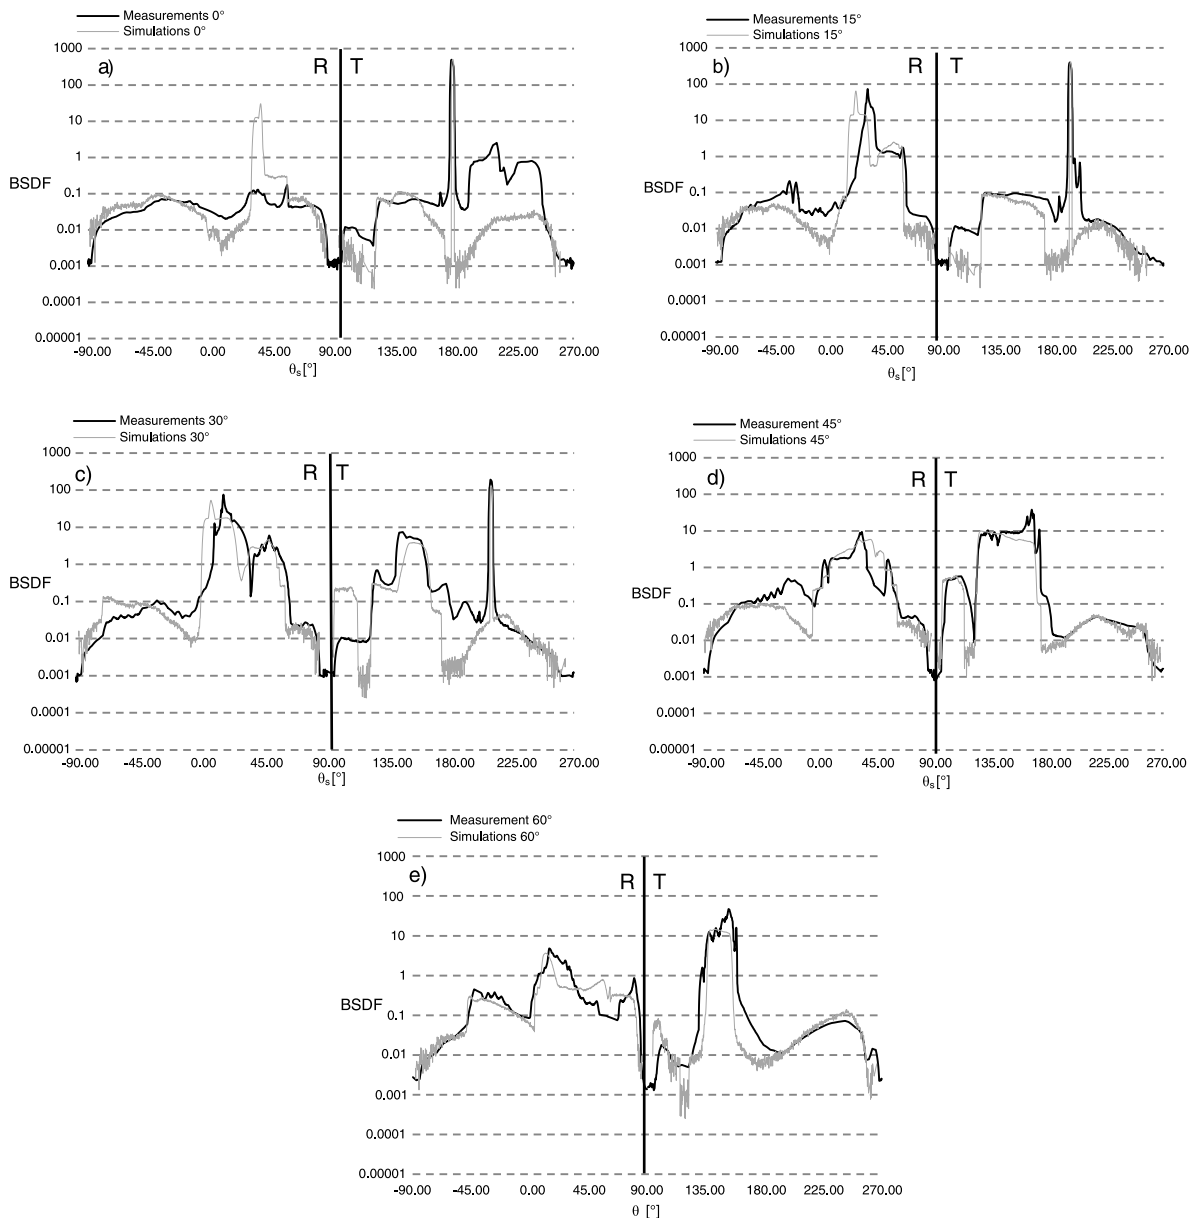 Measurements 0°
Simulations 0°
a)
R
T
1000
100
10
1
0.1
0.01
0.001
0.0001
0.00001
BSDF
-90.00 -45.00 0.00 45.00 90.00 135.00 180.00 225.00 270.00
θs[°]
Measurements 15°
Simulations 15°
b)
R
T
1000
100
10
1
0.1
0.01
0.001
0.0001
0.00001
BSDF
-90.00 -45.00 0.00 45.00 90.00 135.00 180.00 225.00 270.00
θs[°]
Measurements 30°
Simulations 30°
c)
R
T
1000
100
10
1
0.1
0.01
0.001
0.0001
0.00001
BSDF
-90.00 -45.00 0.00 45.00 90.00 135.00 180.00 225.00 270.00
θs[°]
Measurement 45°
Simulations 45°
d)
R
T
1000
100
10
1
0.1
0.01
0.001
0.0001
0.00001
BSDF
-90.00 -45.00 0.00 45.00 90.00 135.00 180.00 225.00 270.00
θs[°]
Measurement 60°
Simulations 60°
e)
R
T
1000
100
10
1
0.1
0.01
0.001
0.0001
0.00001
BSDF
-90.00 -45.00 0.00 45.00 90.00 135.00 180.00 225.00 270.00
θ [°]